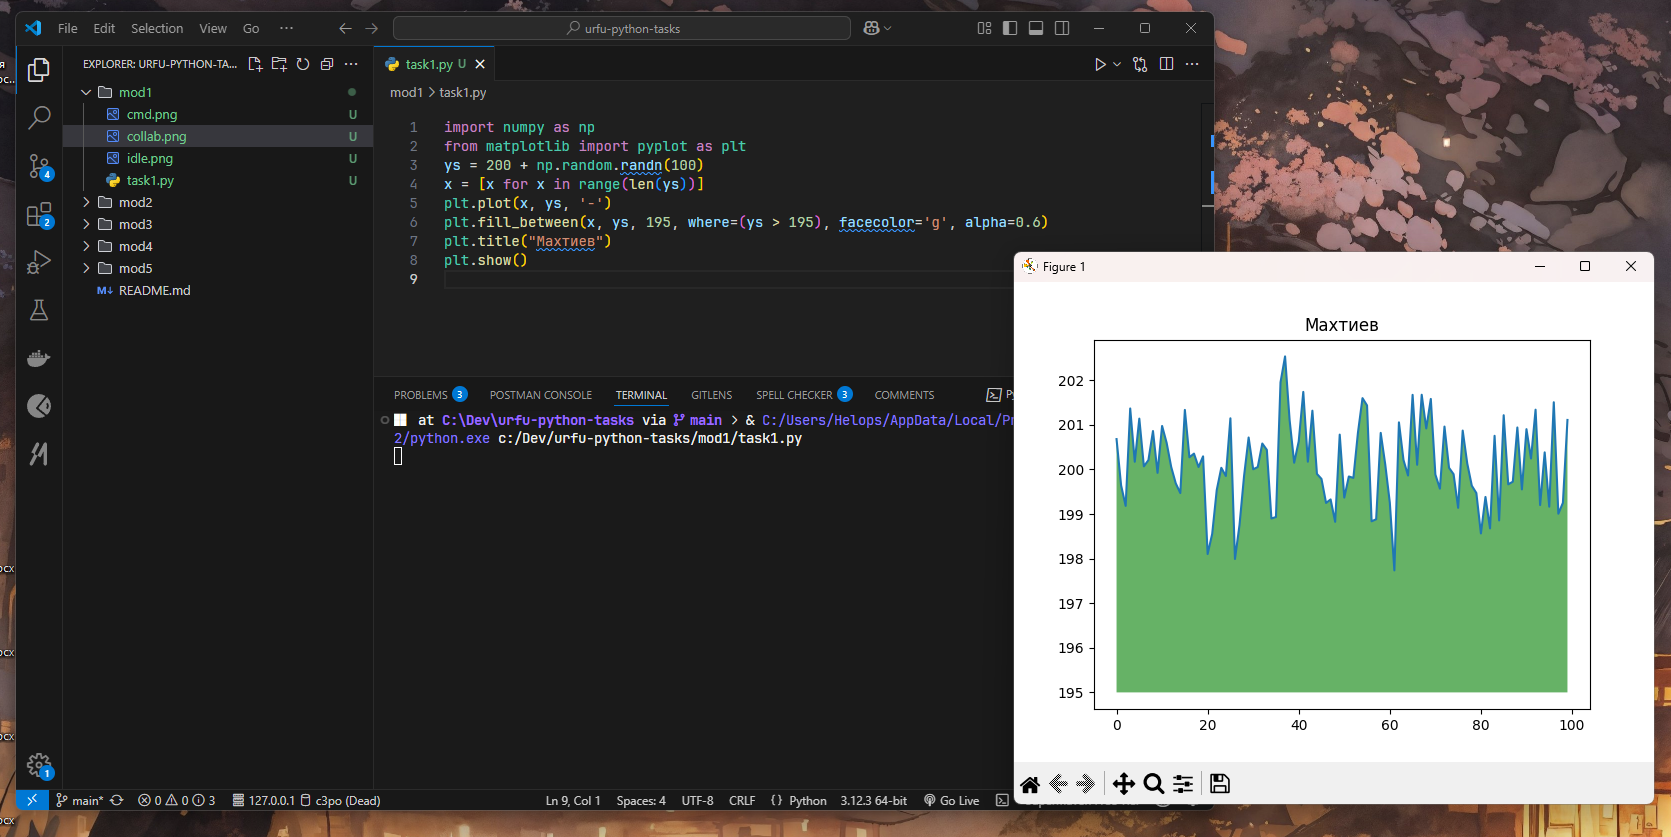 File Edit Selection View Go ···
urfu-python-tasks
EXPLORER: URFU-PYTHON-TA...
mod1
cmd.png U
collab.png U
idle.png U
task1.py U
mod2
mod3
mod4
mod5
README.md
4
2
1
task1.py U
mod1 > task1.py
1 import numpy as np
2 from matplotlib import pyplot as plt
3 ys = 200 + np.random.randn(100)
4 x = [x for x in range(len(ys))]
5 plt.plot(x, ys, '-')
6 plt.fill_between(x, ys, 195, where=(ys > 195), facecolor='g', alpha=0.6)
7 plt.title("Махтиев")
8 plt.show()
9
PROBLEMS 3 POSTMAN CONSOLE TERMINAL GITLENS SPELL CHECKER 3 COMMENTS
at C:\Dev\urfu-python-tasks via main > & C:/Users/Helops/AppData/Local/Pr
2/python.exe c:/Dev/urfu-python-tasks/mod1/task1.py
main* 0 0 3 127.0.0.1 c3po (Dead) Ln 9, Col 1 Spaces: 4 UTF-8 CRLF {} Python 3.12.3 64-bit Go Live
Figure 1
Махтиев
202
201
200
199
198
197
196
195
0 20 40 60 80 100